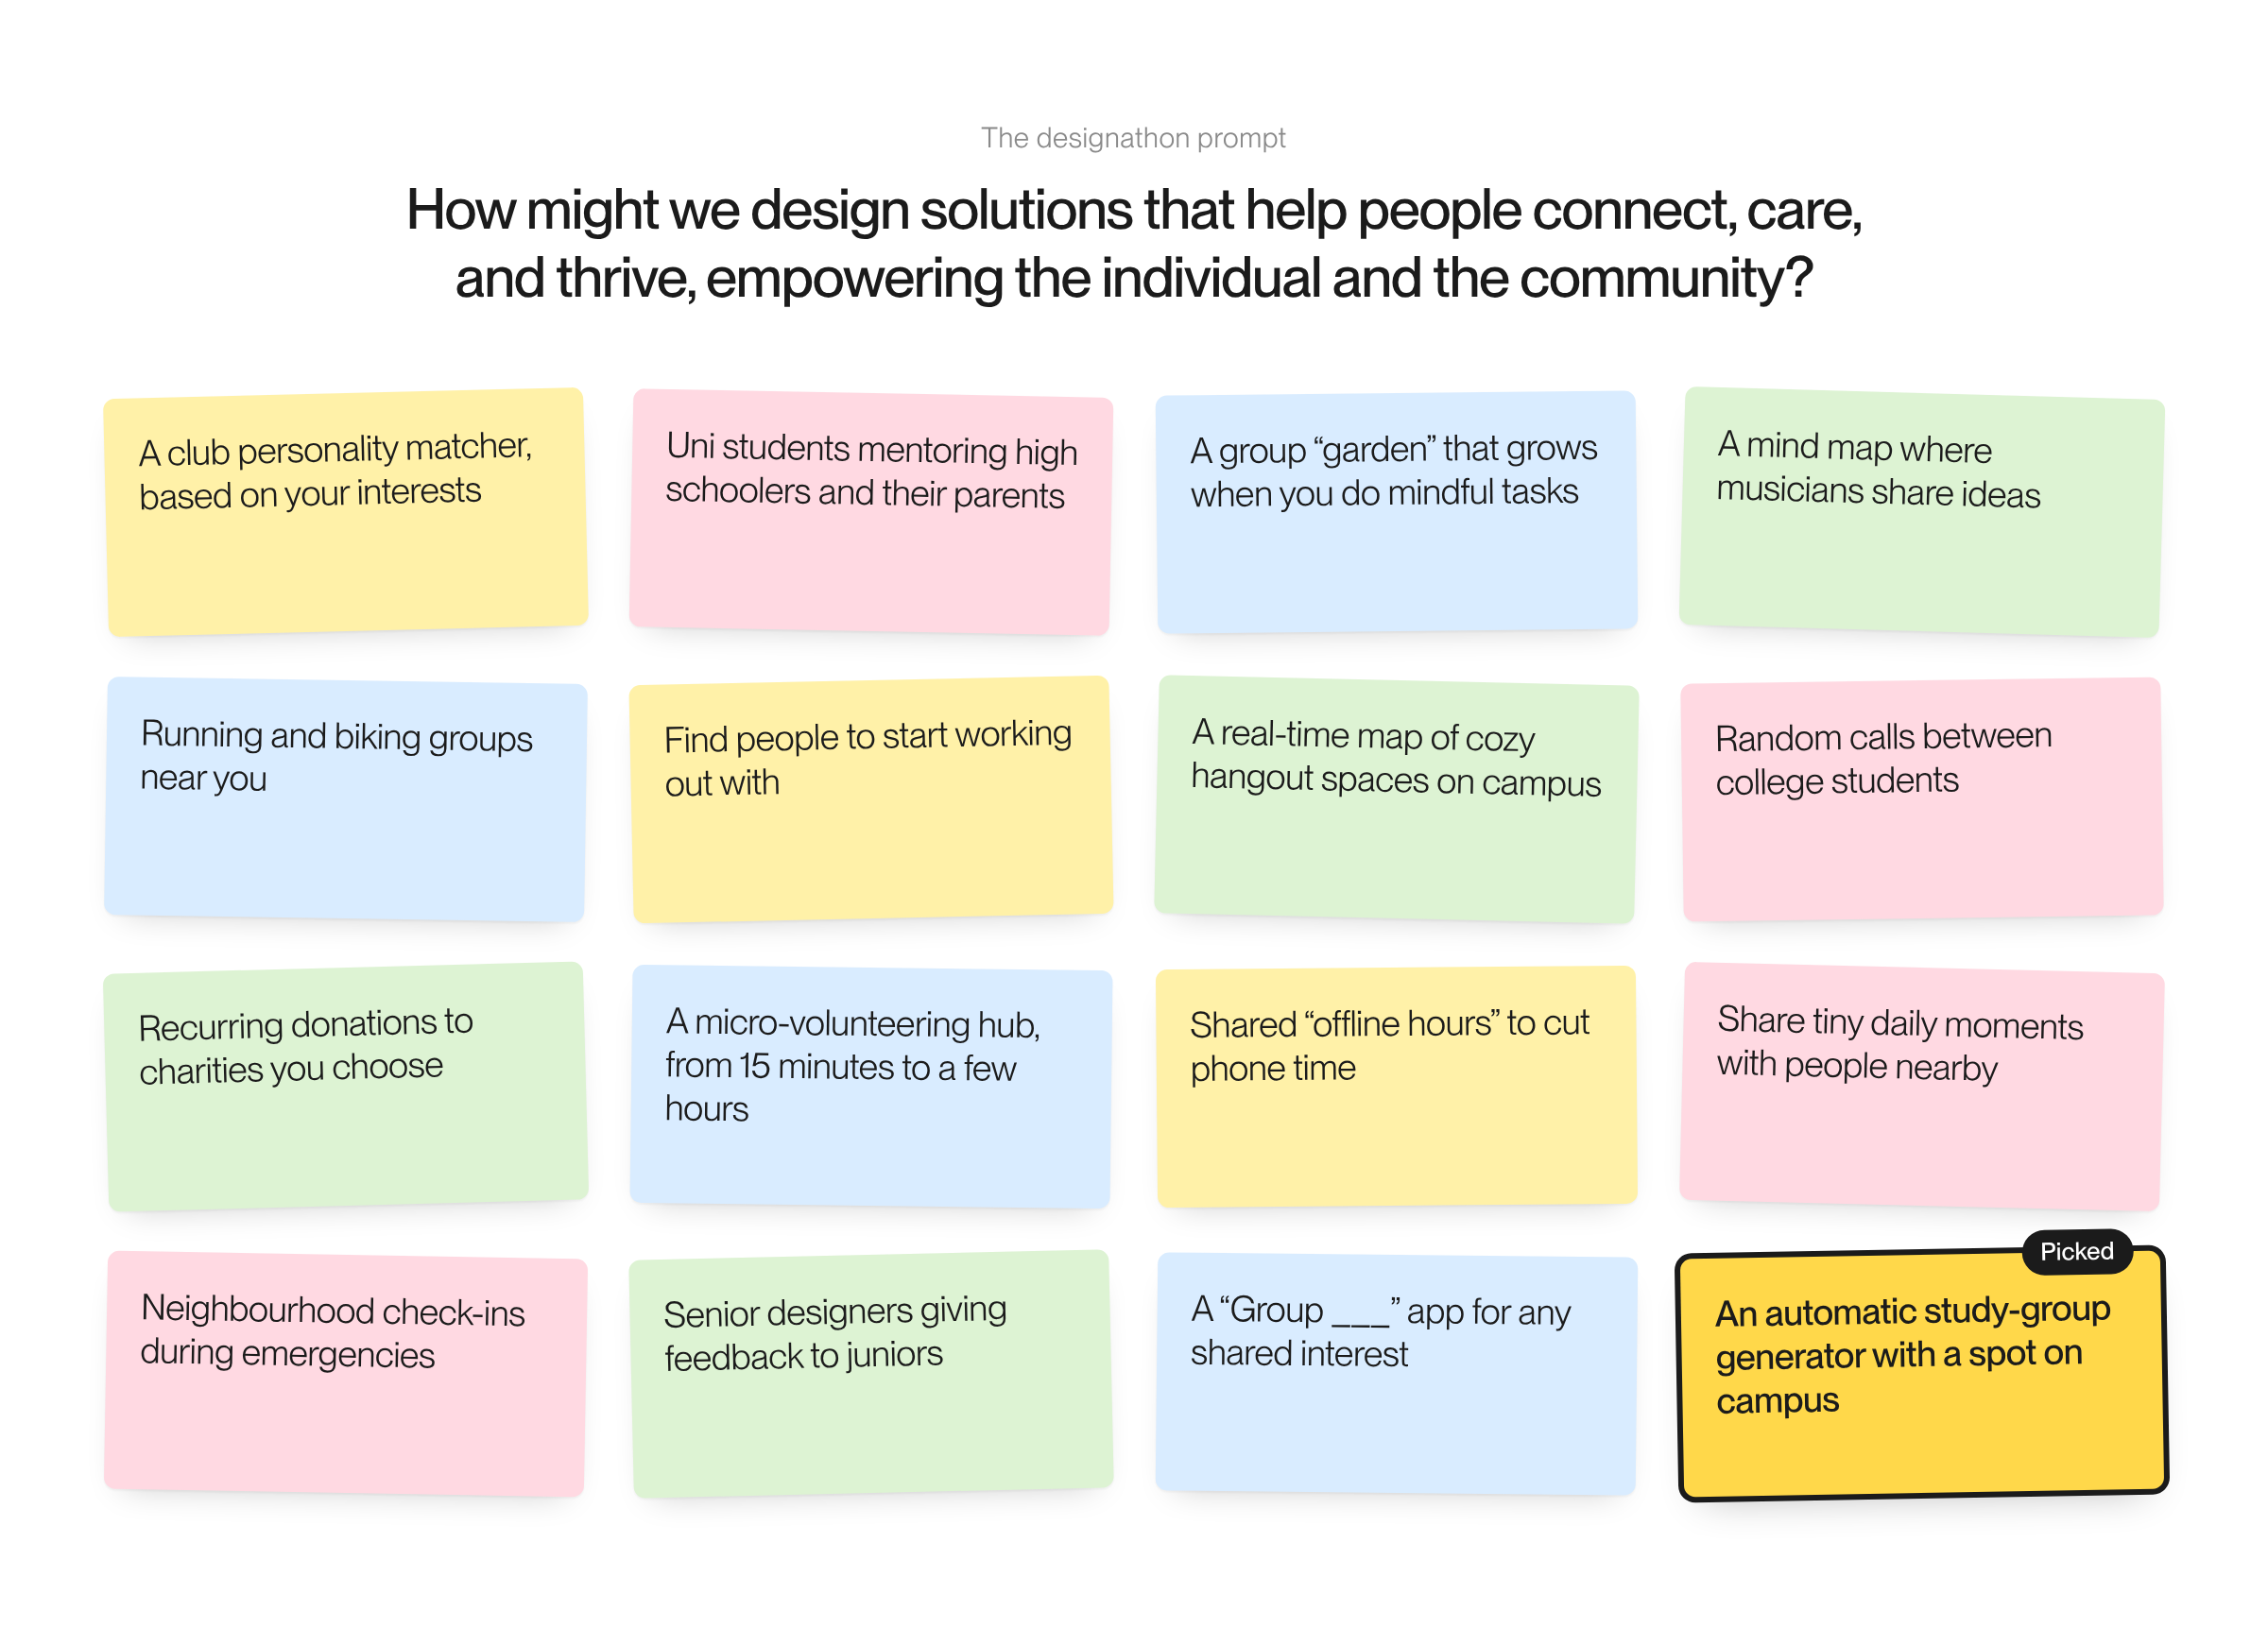 The designathon prompt
How might we design solutions that help people connect, care,
and thrive, empowering the individual and the community?
A club personality matcher,
based on your interests
Uni students mentoring high
schoolers and their parents
A group “garden” that grows
when you do mindful tasks
A mind map where
musicians share ideas
Running and biking groups
near you
Find people to start working
out with
A real-time map of cozy
hangout spaces on campus
Random calls between
college students
Recurring donations to
charities you choose
A micro-volunteering hub,
from 15 minutes to a few
hours
Shared “offline hours” to cut
phone time
Share tiny daily moments
with people nearby
Neighbourhood check-ins
during emergencies
Senior designers giving
feedback to juniors
A “Group ___” app for any
shared interest
Picked
An automatic study-group
generator with a spot on
campus